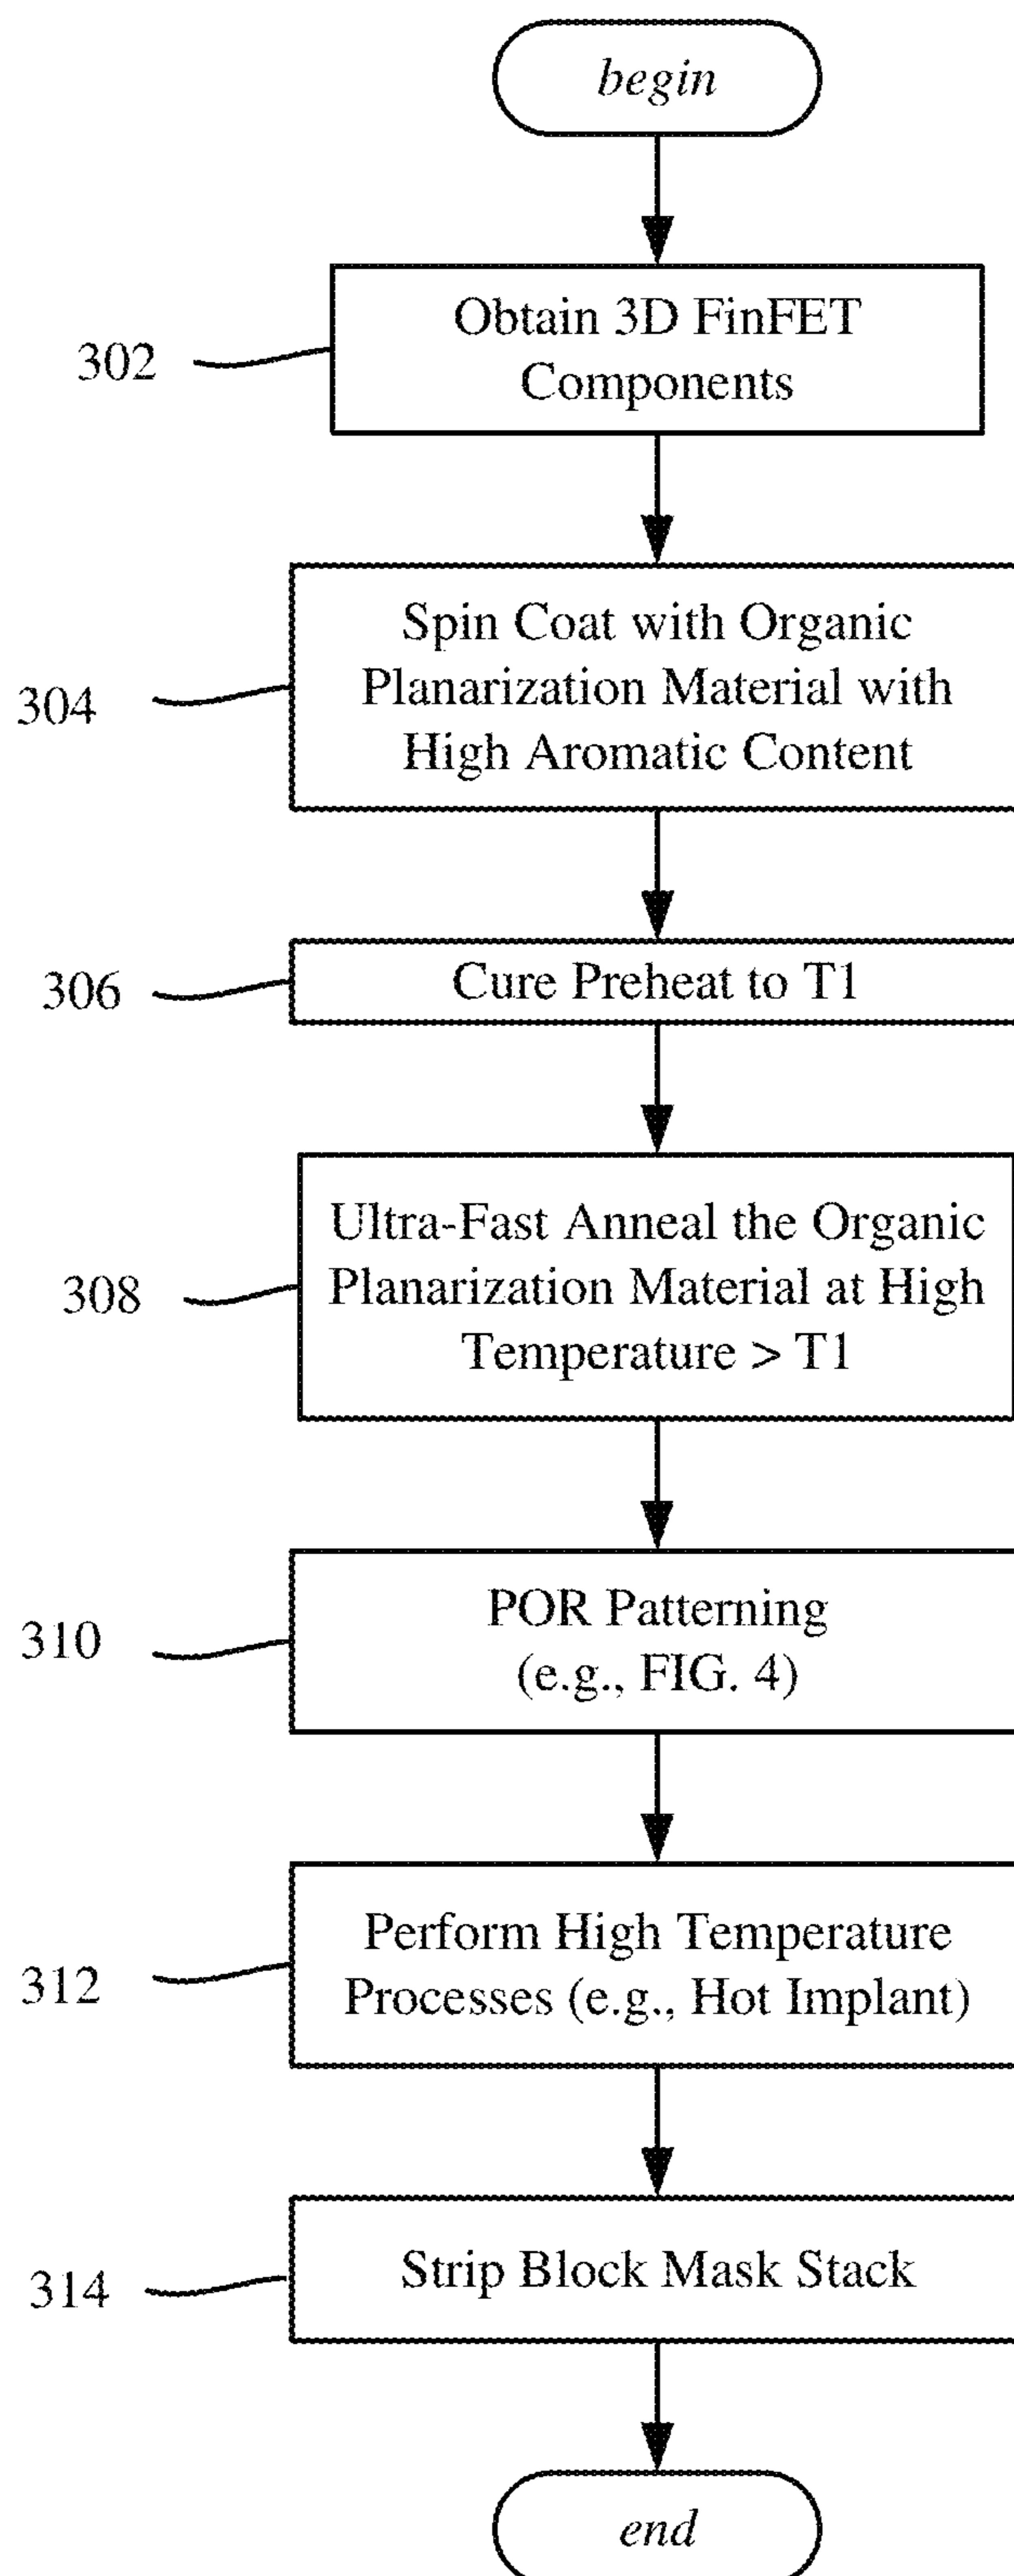 begin
302
Obtain 3D FinFET
Components
304
Spin Coat with Organic
Planarization Material with
High Aromatic Content
306
Cure Preheat to T1
308
Ultra-Fast Anneal the Organic
Planarization Material at High
Temperature > T1
310
POR Patterning
(e.g., FIG. 4)
312
Perform High Temperature
Processes (e.g., Hot Implant)
314
Strip Block Mask Stack
end